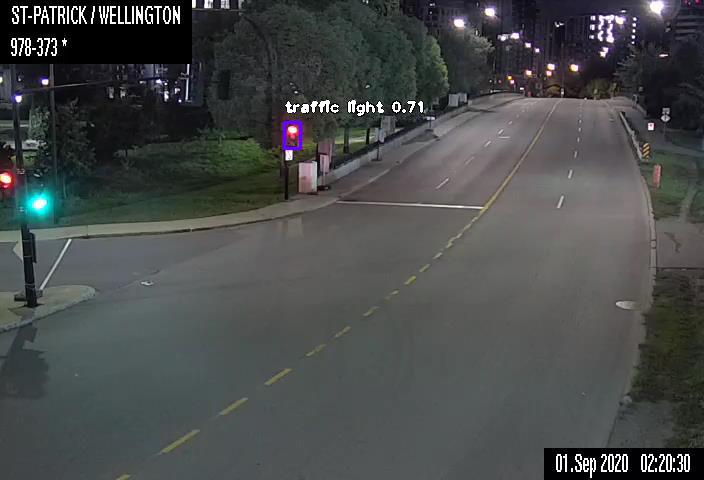 ST-PATRICK / WELLINGTON
978-373 *
traffic light 0.71
01.Sep 2020 02:20:30